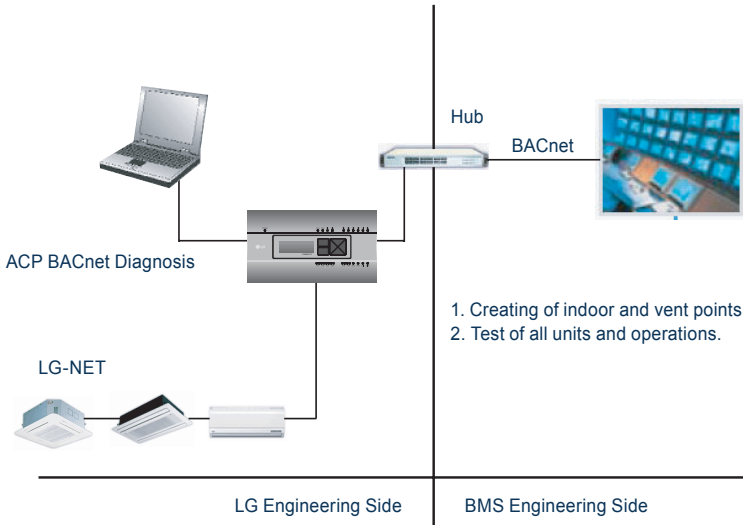 Hub
BACnet
ACP BACnet Diagnosis
1. Creating of indoor and vent points
2. Test of all units and operations.
LG-NET
LG Engineering Side
BMS Engineering Side